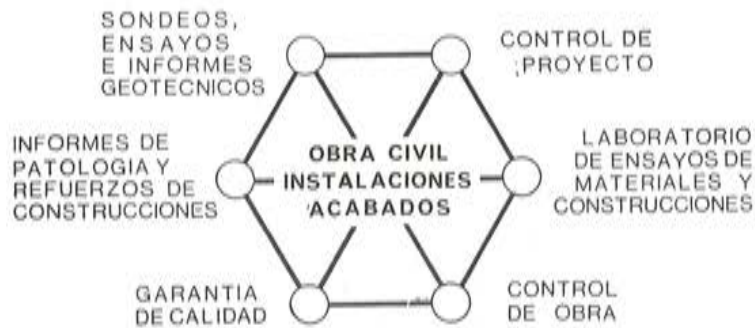 SONDEOS,
ENSAYOS
E INFORMES
GEOTECNICOS
CONTROL DE
PROYECTO
INFORMES DE
PATOLOGIA Y
REFUERZOS DE
CONSTRUCCIONES
OBRA CIVIL
INSTALACIONES
ACABADOS
LABORATORIO
DE ENSAYOS DE
MATERIALES Y
CONSTRUCCIONES
GARANTIA
DE CALIDAD
CONTROL
DE OBRA